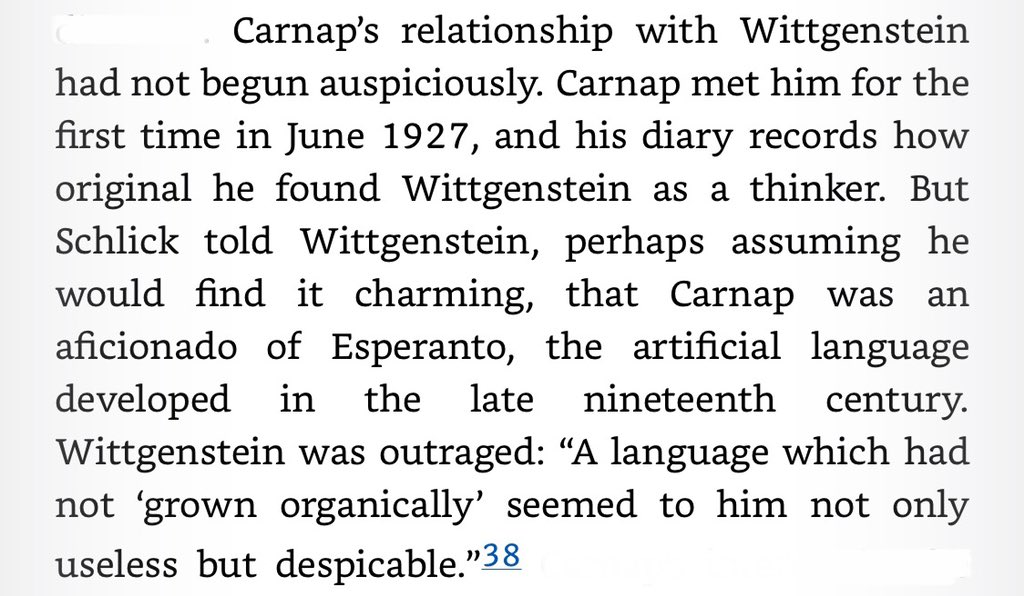 . Carnap’s relationship with Wittgenstein
had not begun auspiciously. Carnap met him for the
first time in June 1927, and his diary records how
original he found Wittgenstein as a thinker. But
Schlick told Wittgenstein, perhaps assuming he
would find it charming, that Carnap was an
aficionado of Esperanto, the artificial language
developed in the late nineteenth century.
Wittgenstein was outraged: “A language which had
not ‘grown organically’ seemed to him not only
useless but despicable.”38